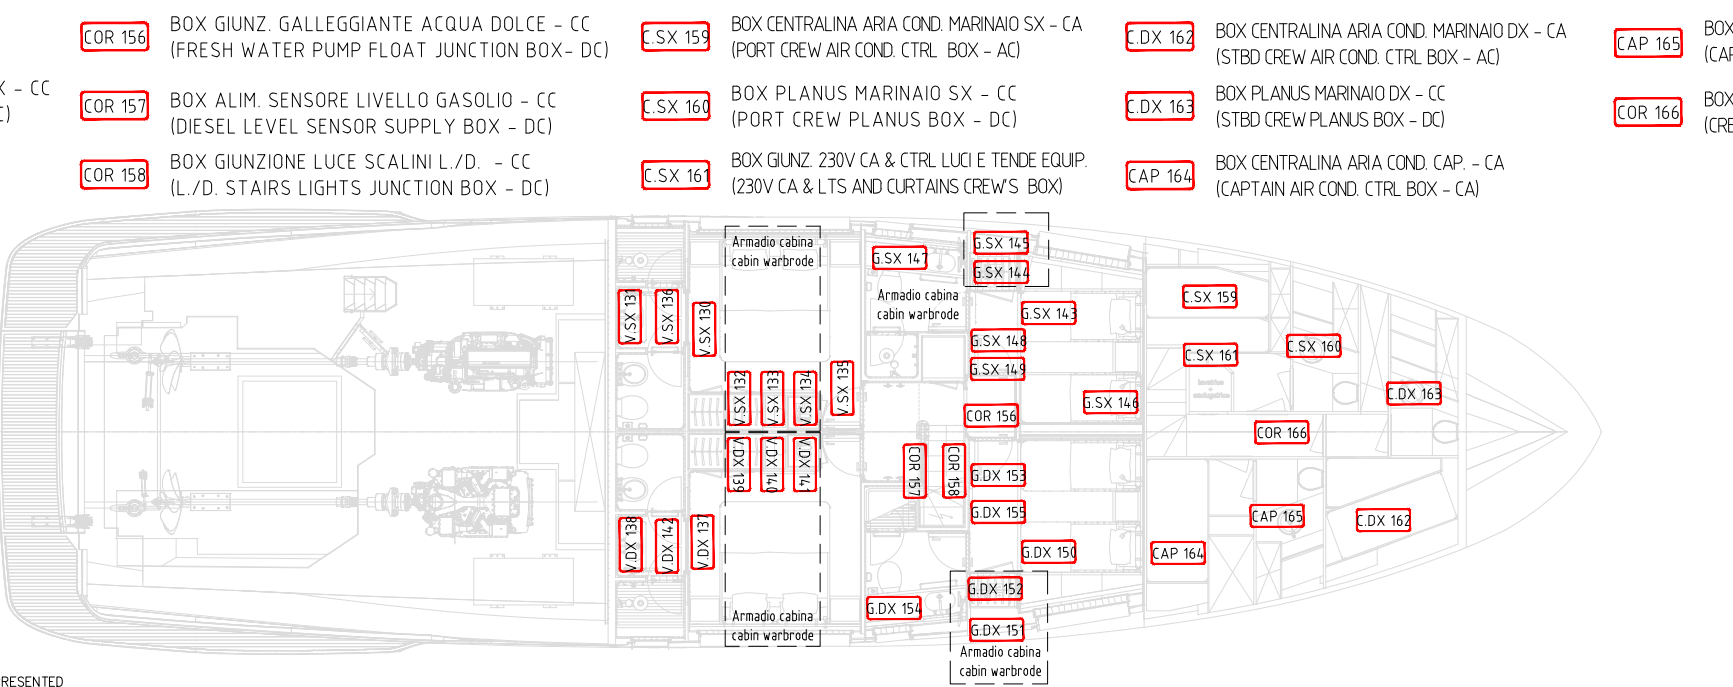 COR 156
BOX GIUNZ. GALLEGGIANTE ACQUA DOLCE - CC
(FRESH WATER PUMP FLOAT JUNCTION BOX- DC)
X - CC
C)
COR 157
BOX ALIM. SENSORE LIVELLO GASOLIO - CC
(DIESEL LEVEL SENSOR SUPPLY BOX - DC)
COR 158
BOX GIUNZIONE LUCE SCALINI L./D. - CC
(L./D. STAIRS LIGHTS JUNCTION BOX - DC)
C.SX 159
BOX CENTRALINA ARIA COND. MARINAIO SX - CA
(PORT CREW AIR COND. CTRL BOX - AC)
C.SX 160
BOX PLANUS MARINAIO SX - CC
(PORT CREW PLANUS BOX - DC)
C.SX 161
BOX GIUNZ. 230V CA & CTRL LUCI E TENDE EQUIP.
(230V CA & LTS AND CURTAINS CREW'S BOX)
C.DX 162
BOX CENTRALINA ARIA COND. MARINAIO DX - CA
(STBD CREW AIR COND. CTRL BOX - AC)
C.DX 163
BOX PLANUS MARINAIO DX - CC
(STBD CREW PLANUS BOX - DC)
CAP 164
BOX CENTRALINA ARIA COND. CAP. - CA
(CAPTAIN AIR COND. CTRL BOX - CA)
CAP 165
BOX
(CAP
COR 166
BOX
(CRE
V.SX 131
V.SX 136
V.SX 130
Armadio cabina
cabin warbrode
V.SX 132
V.SX 133
V.SX 134
V.SX 135
V.DX 139
V.DX 140
V.DX 141
V.DX 138
V.DX 142
V.DX 137
Armadio cabina
cabin warbrode
G.SX 147
Armadio cabina
cabin warbrode
G.SX 145
G.SX 144
G.SX 143
G.SX 148
G.SX 149
G.SX 146
COR 156
COR 157
COR 158
G.DX 153
G.DX 155
G.DX 150
G.DX 152
G.DX 154
G.DX 151
Armadio cabina
cabin warbrode
C.SX 159
C.SX 160
C.SX 161
C.DX 163
COR 166
CAP 165
C.DX 162
CAP 164
RESENTED